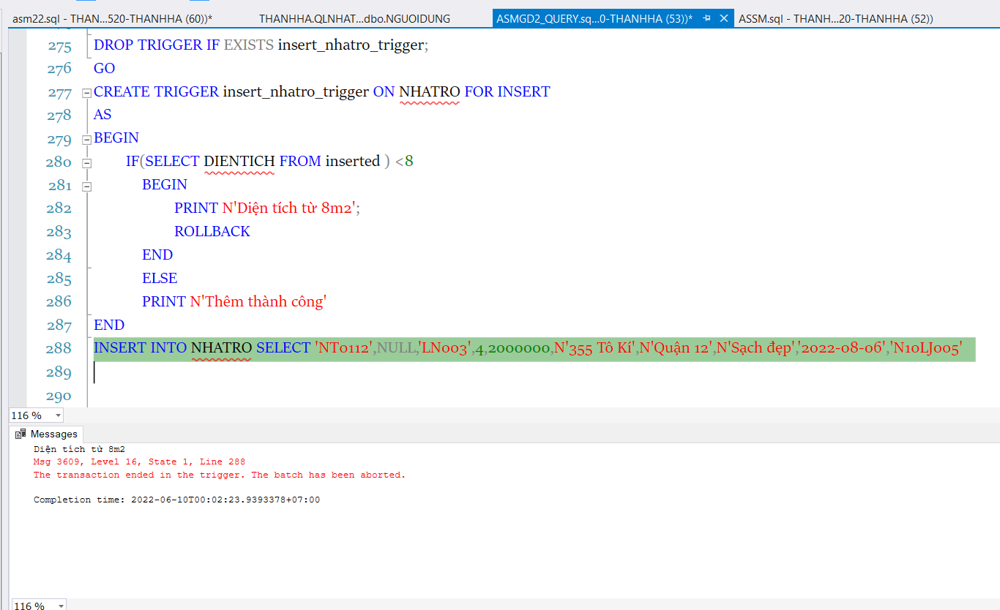 asm22.sql - THAN...520-THANHHA (60))* THANHHA.QLNHAT...dbo.NGUOIDUNG ASMGD2_QUERY.sq...0-THANHHA (53))* ASSM.sql - THANH...20-THANHHA (52))
275 DROP TRIGGER IF EXISTS insert_nhatro_trigger;
276 GO
277 CREATE TRIGGER insert_nhatro_trigger ON NHATRO FOR INSERT
278 AS
279 BEGIN
280 IF(SELECT DIENTICH FROM inserted ) <8
281 BEGIN
282 PRINT N'Diện tích từ 8m2';
283 ROLLBACK
284 END
285 ELSE
286 PRINT N'Thêm thành công'
287 END
288 INSERT INTO NHATRO SELECT 'NT0112',NULL,'LN003',4,2000000,N'355 Tô Kí',N'Quận 12',N'Sạch đẹp','2022-08-06','N10LJ005'
289
290
116 %
Messages
Diện tích từ 8m2
Msg 3609, Level 16, State 1, Line 288
The transaction ended in the trigger. The batch has been aborted.
Completion time: 2022-06-10T00:02:23.9393378+07:00
116 %